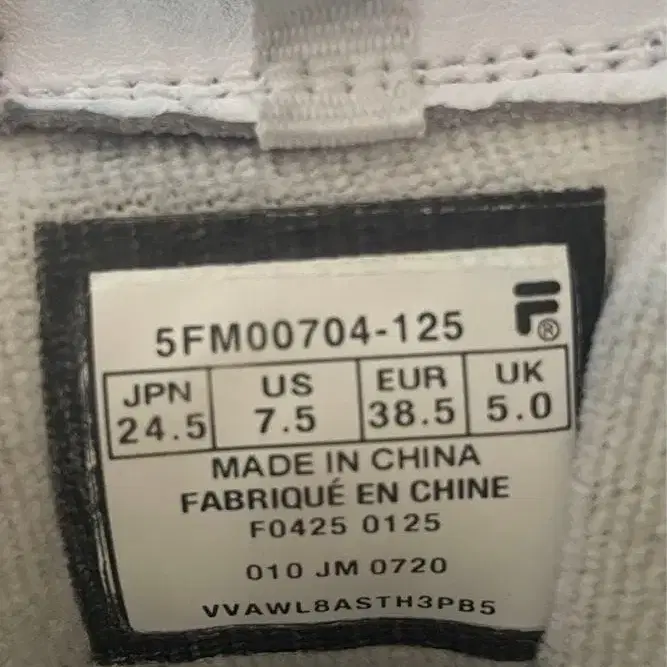 5FM00704-125
JPN US EUR UK
24.5 7.5 38.5 5.0
MADE IN CHINA
FABRIQUÉ EN CHINE
F0425 0125
010 JM 0720
VVAWL8ASTH3PB5